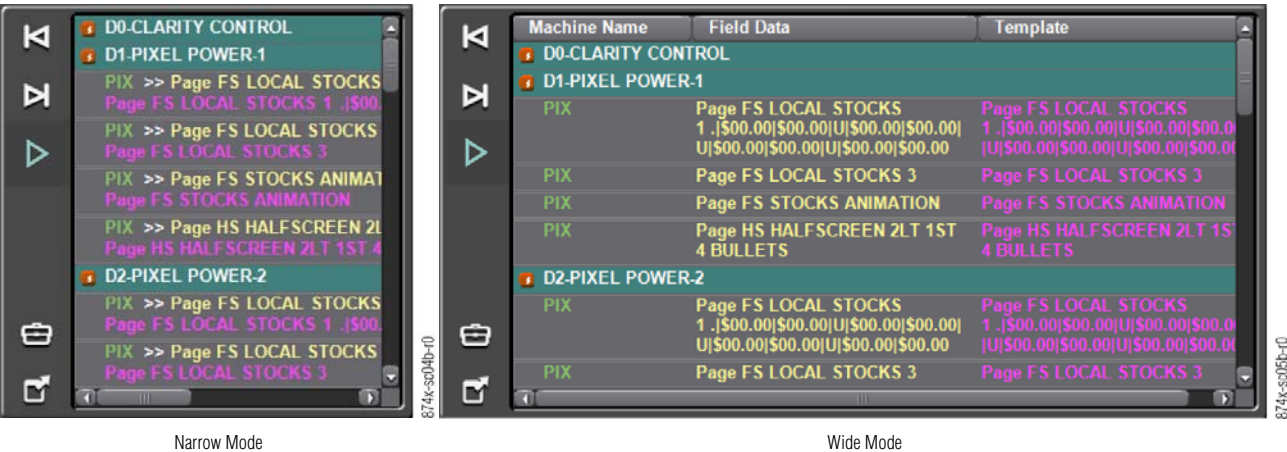 D0-CLARITY CONTROL
D1-PIXEL POWER-1
PIX >> Page FS LOCAL STOCKS
Page FS LOCAL STOCKS 1 .|$00.
PIX >> Page FS LOCAL STOCKS
Page FS LOCAL STOCKS 3
PIX >> Page FS STOCKS ANIMAT
Page FS STOCKS ANIMATION
PIX >> Page HS HALFSCREEN 2L
Page HS HALFSCREEN 2LT 1ST 4
D2-PIXEL POWER-2
PIX >> Page FS LOCAL STOCKS
Page FS LOCAL STOCKS 1 .|$00.
PIX >> Page FS LOCAL STOCKS
Page FS LOCAL STOCKS 3
874x-sc04b-r0
Narrow Mode
Machine Name Field Data Template
D0-CLARITY CONTROL
D1-PIXEL POWER-1
PIX Page FS LOCAL STOCKS Page FS LOCAL STOCKS
1 .|$00.00|$00.00|U|$00.00|$00.00| 1 .|$00.00|$00.00|U|$00.00|$00.0
U|$00.00|$00.00|U|$00.00|$00.00 |U|$00.00|$00.00|U|$00.00|$00.0
PIX Page FS LOCAL STOCKS 3 Page FS LOCAL STOCKS 3
PIX Page FS STOCKS ANIMATION Page FS STOCKS ANIMATION
PIX Page HS HALFSCREEN 2LT 1ST Page HS HALFSCREEN 2LT 1S
4 BULLETS 4 BULLETS
D2-PIXEL POWER-2
PIX Page FS LOCAL STOCKS Page FS LOCAL STOCKS
1 .|$00.00|$00.00|U|$00.00|$00.00| 1 .|$00.00|$00.00|U|$00.00|$00.0
U|$00.00|$00.00|U|$00.00|$00.00 |U|$00.00|$00.00|U|$00.00|$00.0
PIX Page FS LOCAL STOCKS 3 Page FS LOCAL STOCKS 3
874x-sc05b-r0
Wide Mode